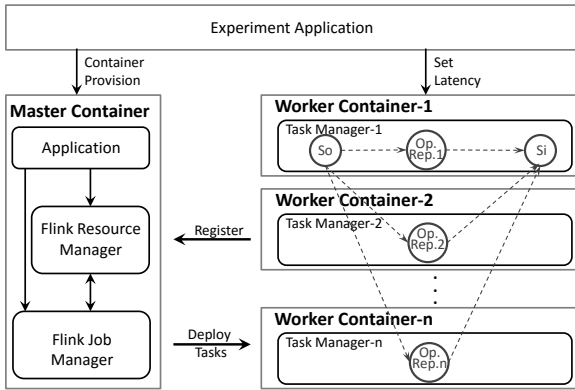 Experiment Application
Container
Provision
Set
Latency
Master Container
Application
Flink Resource
Manager
Flink Job
Manager
Register
Deploy
Tasks
Worker Container-1
Task Manager-1
So
Op.
Rep.1
Si
Worker Container-2
Task Manager-2
Op.
Rep.2
Worker Container-n
Task Manager-n
Op.
Rep.n